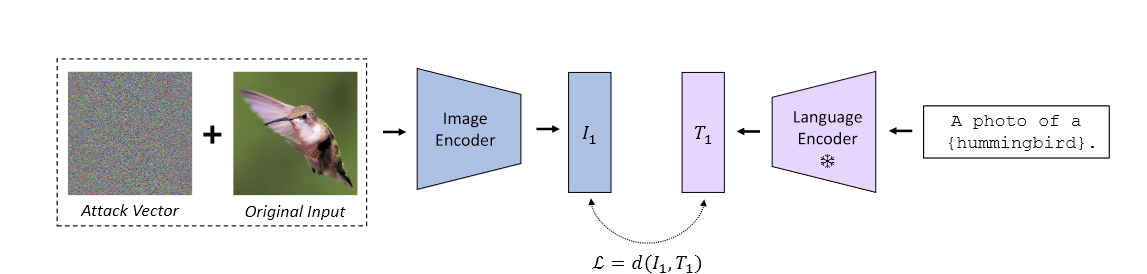 Attack Vector
+
Original Input
Image
Encoder
I₁
T₁
Language
Encoder
A photo of a
{hummingbird}.
ℒ = d(I₁, T₁)